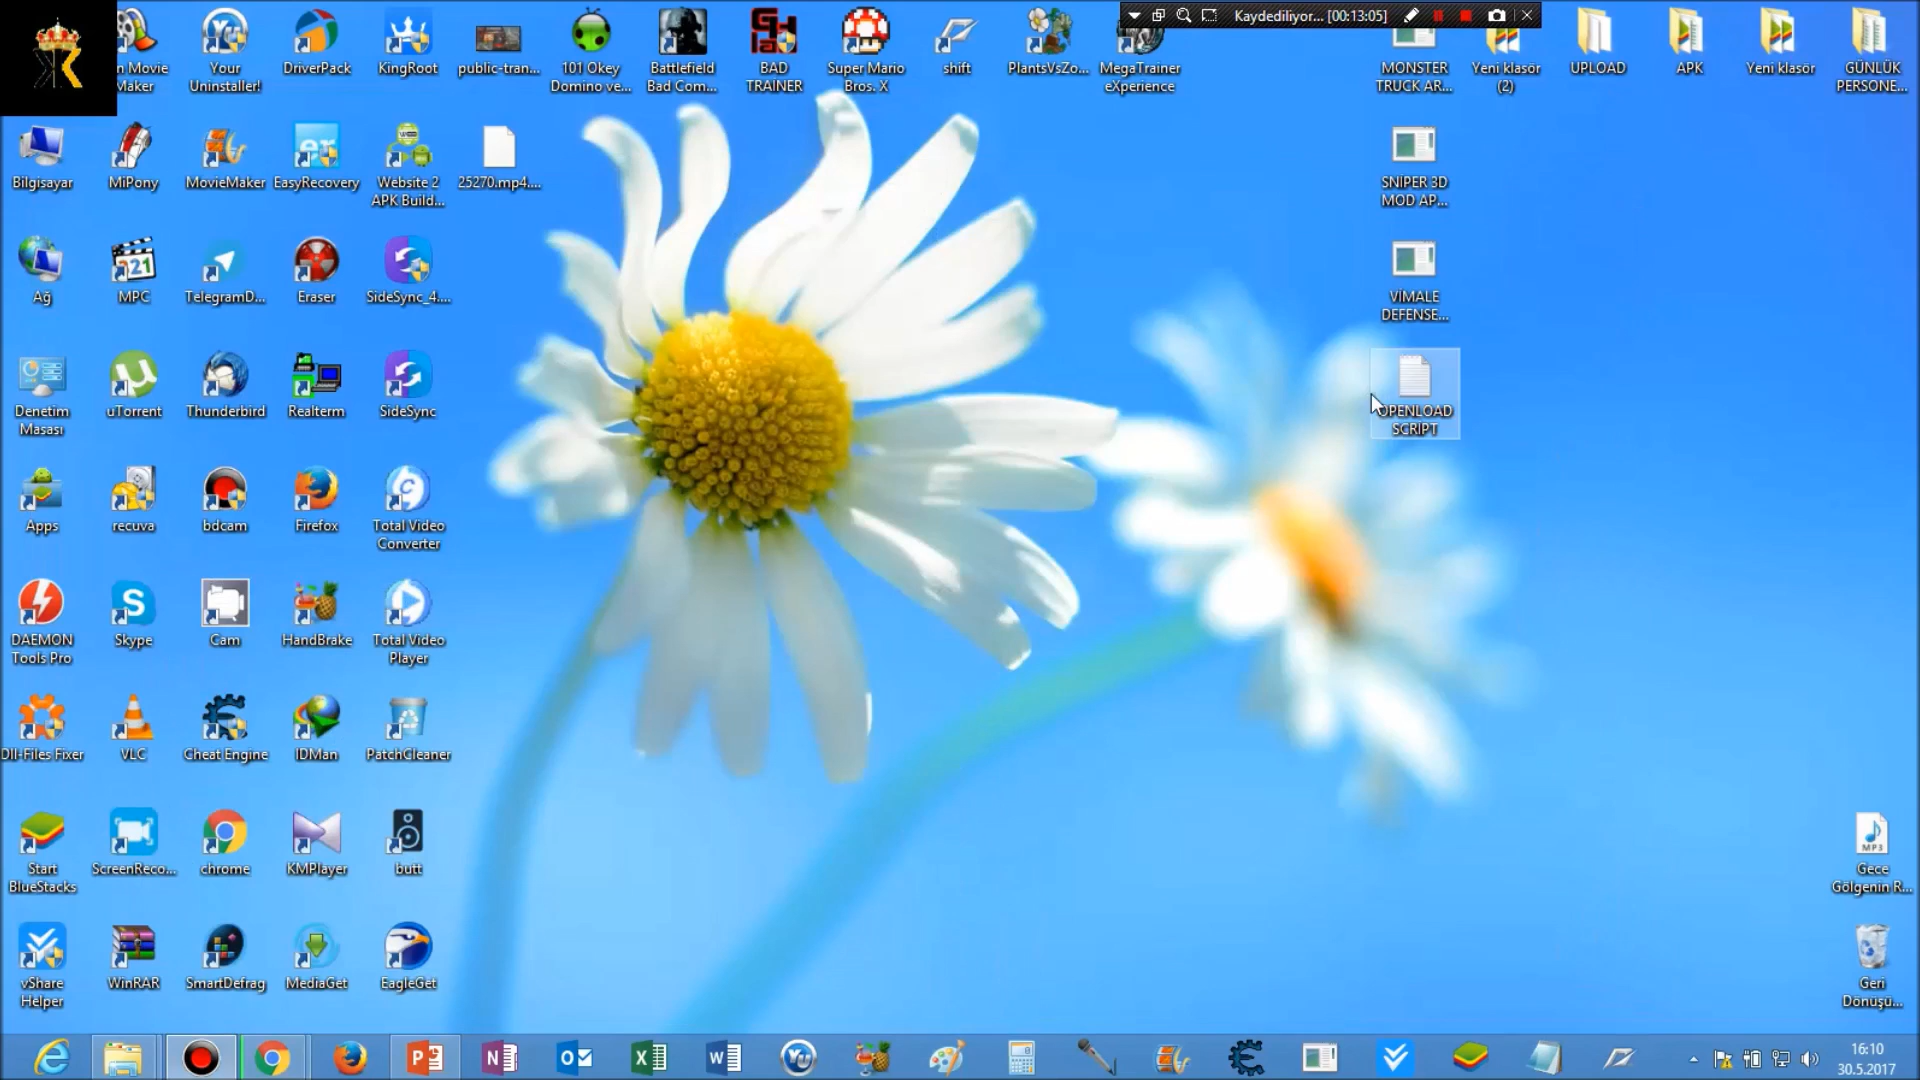 Kaydediliyor... [00:13:05]
Movie
Maker
Your
Uninstaller!
DriverPack
KingRoot
public-tran...
101 Okey
Domino ve...
Battlefield
Bad Com...
BAD
TRAINER
Super Mario
Bros. X
shift
PlantsVsZo...
MegaTrainer
eXperience
MONSTER
TRUCK AR...
Yeni klasör
(2)
UPLOAD
APK
Yeni klasör
GÜNLÜK
PERSONE...
Bilgisayar
MiPony
MovieMaker
EasyRecovery
Website 2
APK Build...
25270.mp4....
SNİPER 3D
MOD AP...
Ağ
MPC
TelegramD...
Eraser
SideSync_4....
VİMALE
DEFENSE...
Denetim
Masası
uTorrent
Thunderbird
Realterm
SideSync
OPENLOAD
SCRIPT
Apps
recuva
bdcam
Firefox
Total Video
Converter
DAEMON
Tools Pro
Skype
Cam
HandBrake
Total Video
Player
Dll-Files Fixer
VLC
Cheat Engine
IDMan
PatchCleaner
Start
BlueStacks
ScreenReco...
chrome
KMPlayer
butt
MP3
Gece
Gölgenin R...
vShare
Helper
WinRAR
SmartDefrag
MediaGet
EagleGet
Geri
Dönüşü...
16:10
30.5.2017